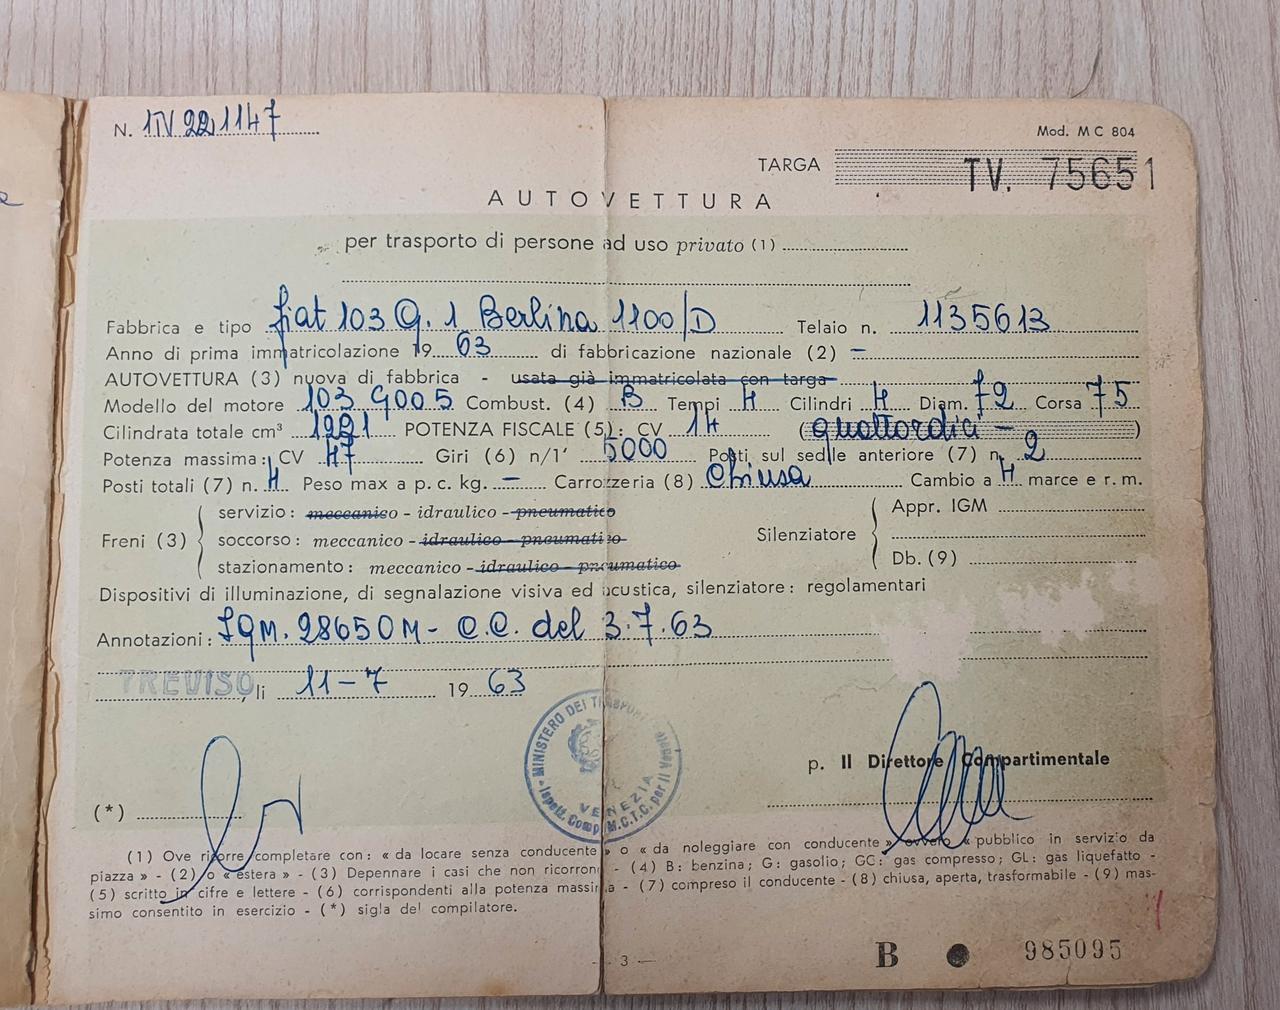 N. 1TV 221147
Mod. M C 804
TARGA TV. 75651
AUTOVETTURA
per trasporto di persone ad uso privato (1)
Fabbrica e tipo fiat 103 G. 1 Berlina 1100/D Telaio n. 1135613
Anno di prima immatricolazione 19 63 di fabbricazione nazionale (2) -
AUTOVETTURA (3) nuova di fabbrica - usata già immatricolata con targa
Modello del motore 103 G005 Combust. (4) B Tempi 4 Cilindri 4 Diam. 72 Corsa 75
Cilindrata totale cm³ 1221 POTENZA FISCALE (5): CV 14 (quattordici -)
Potenza massima: CV 47 Giri (6) n/1' 5000 Posti sul sedile anteriore (7) n. 2
Posti totali (7) n. 4 Peso max a p. c. kg. - Carrozzeria (8) Chiusa Cambio a 4 marce e r. m.
Freni (3)
servizio: meccanico - idraulico - pneumatico
soccorso: meccanico - idraulico - pneumatico
stazionamento: meccanico - idraulico - pneumatico
Silenziatore
Appr. IGM
Db. (9)
Dispositivi di illuminazione, di segnalazione visiva ed acustica, silenziatore: regolamentari
Annotazioni: IGM. 28650M - C.C. del 3.7.63
TREVISO, li 11-7 1963
MINISTERO DEI TRASPORTI
Ispett. Comp. M.C.T.C. per il Veneto
VENEZIA
p. Il Direttore Compartimentale
(*)
(1) Ove ricorre completare con: « da locare senza conducente » o « da noleggiare con conducente » ovvero « pubblico in servizio da
piazza » - (2) o « estera » - (3) Depennare i casi che non ricorrono - (4) B: benzina; G: gasolio; GC: gas compresso; GL: gas liquefatto -
(5) scritto in cifre e lettere - (6) corrispondenti alla potenza massima - (7) compreso il conducente - (8) chiusa, aperta, trasformabile - (9) mas-
simo consentito in esercizio - (*) sigla del compilatore.
- 3 -
B ● 985095